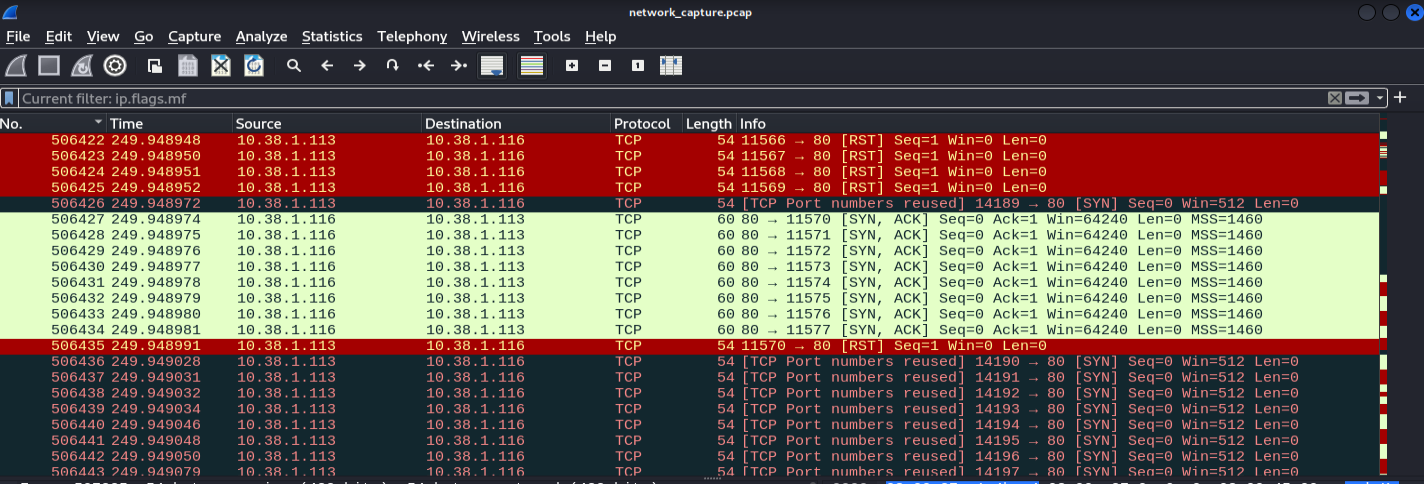 network_capture.pcap
File Edit View Go Capture Analyze Statistics Telephony Wireless Tools Help
Current filter: ip.flags.mf
No. Time Source Destination Protocol Length Info
506422 249.948948 10.38.1.113 10.38.1.116 TCP 54 11566 → 80 [RST] Seq=1 Win=0 Len=0
506423 249.948950 10.38.1.113 10.38.1.116 TCP 54 11567 → 80 [RST] Seq=1 Win=0 Len=0
506424 249.948951 10.38.1.113 10.38.1.116 TCP 54 11568 → 80 [RST] Seq=1 Win=0 Len=0
506425 249.948952 10.38.1.113 10.38.1.116 TCP 54 11569 → 80 [RST] Seq=1 Win=0 Len=0
506426 249.948972 10.38.1.113 10.38.1.116 TCP 54 [TCP Port numbers reused] 14189 → 80 [SYN] Seq=0 Win=512 Len=0
506427 249.948974 10.38.1.116 10.38.1.113 TCP 60 80 → 11570 [SYN, ACK] Seq=0 Ack=1 Win=64240 Len=0 MSS=1460
506428 249.948975 10.38.1.116 10.38.1.113 TCP 60 80 → 11571 [SYN, ACK] Seq=0 Ack=1 Win=64240 Len=0 MSS=1460
506429 249.948976 10.38.1.116 10.38.1.113 TCP 60 80 → 11572 [SYN, ACK] Seq=0 Ack=1 Win=64240 Len=0 MSS=1460
506430 249.948977 10.38.1.116 10.38.1.113 TCP 60 80 → 11573 [SYN, ACK] Seq=0 Ack=1 Win=64240 Len=0 MSS=1460
506431 249.948978 10.38.1.116 10.38.1.113 TCP 60 80 → 11574 [SYN, ACK] Seq=0 Ack=1 Win=64240 Len=0 MSS=1460
506432 249.948979 10.38.1.116 10.38.1.113 TCP 60 80 → 11575 [SYN, ACK] Seq=0 Ack=1 Win=64240 Len=0 MSS=1460
506433 249.948980 10.38.1.116 10.38.1.113 TCP 60 80 → 11576 [SYN, ACK] Seq=0 Ack=1 Win=64240 Len=0 MSS=1460
506434 249.948981 10.38.1.116 10.38.1.113 TCP 60 80 → 11577 [SYN, ACK] Seq=0 Ack=1 Win=64240 Len=0 MSS=1460
506435 249.948991 10.38.1.113 10.38.1.116 TCP 54 11570 → 80 [RST] Seq=1 Win=0 Len=0
506436 249.949028 10.38.1.113 10.38.1.116 TCP 54 [TCP Port numbers reused] 14190 → 80 [SYN] Seq=0 Win=512 Len=0
506437 249.949031 10.38.1.113 10.38.1.116 TCP 54 [TCP Port numbers reused] 14191 → 80 [SYN] Seq=0 Win=512 Len=0
506438 249.949032 10.38.1.113 10.38.1.116 TCP 54 [TCP Port numbers reused] 14192 → 80 [SYN] Seq=0 Win=512 Len=0
506439 249.949034 10.38.1.113 10.38.1.116 TCP 54 [TCP Port numbers reused] 14193 → 80 [SYN] Seq=0 Win=512 Len=0
506440 249.949046 10.38.1.113 10.38.1.116 TCP 54 [TCP Port numbers reused] 14194 → 80 [SYN] Seq=0 Win=512 Len=0
506441 249.949048 10.38.1.113 10.38.1.116 TCP 54 [TCP Port numbers reused] 14195 → 80 [SYN] Seq=0 Win=512 Len=0
506442 249.949050 10.38.1.113 10.38.1.116 TCP 54 [TCP Port numbers reused] 14196 → 80 [SYN] Seq=0 Win=512 Len=0
506443 249.949079 10.38.1.113 10.38.1.116 TCP 54 [TCP Port numbers reused] 14197 → 80 [SYN] Seq=0 Win=512 Len=0